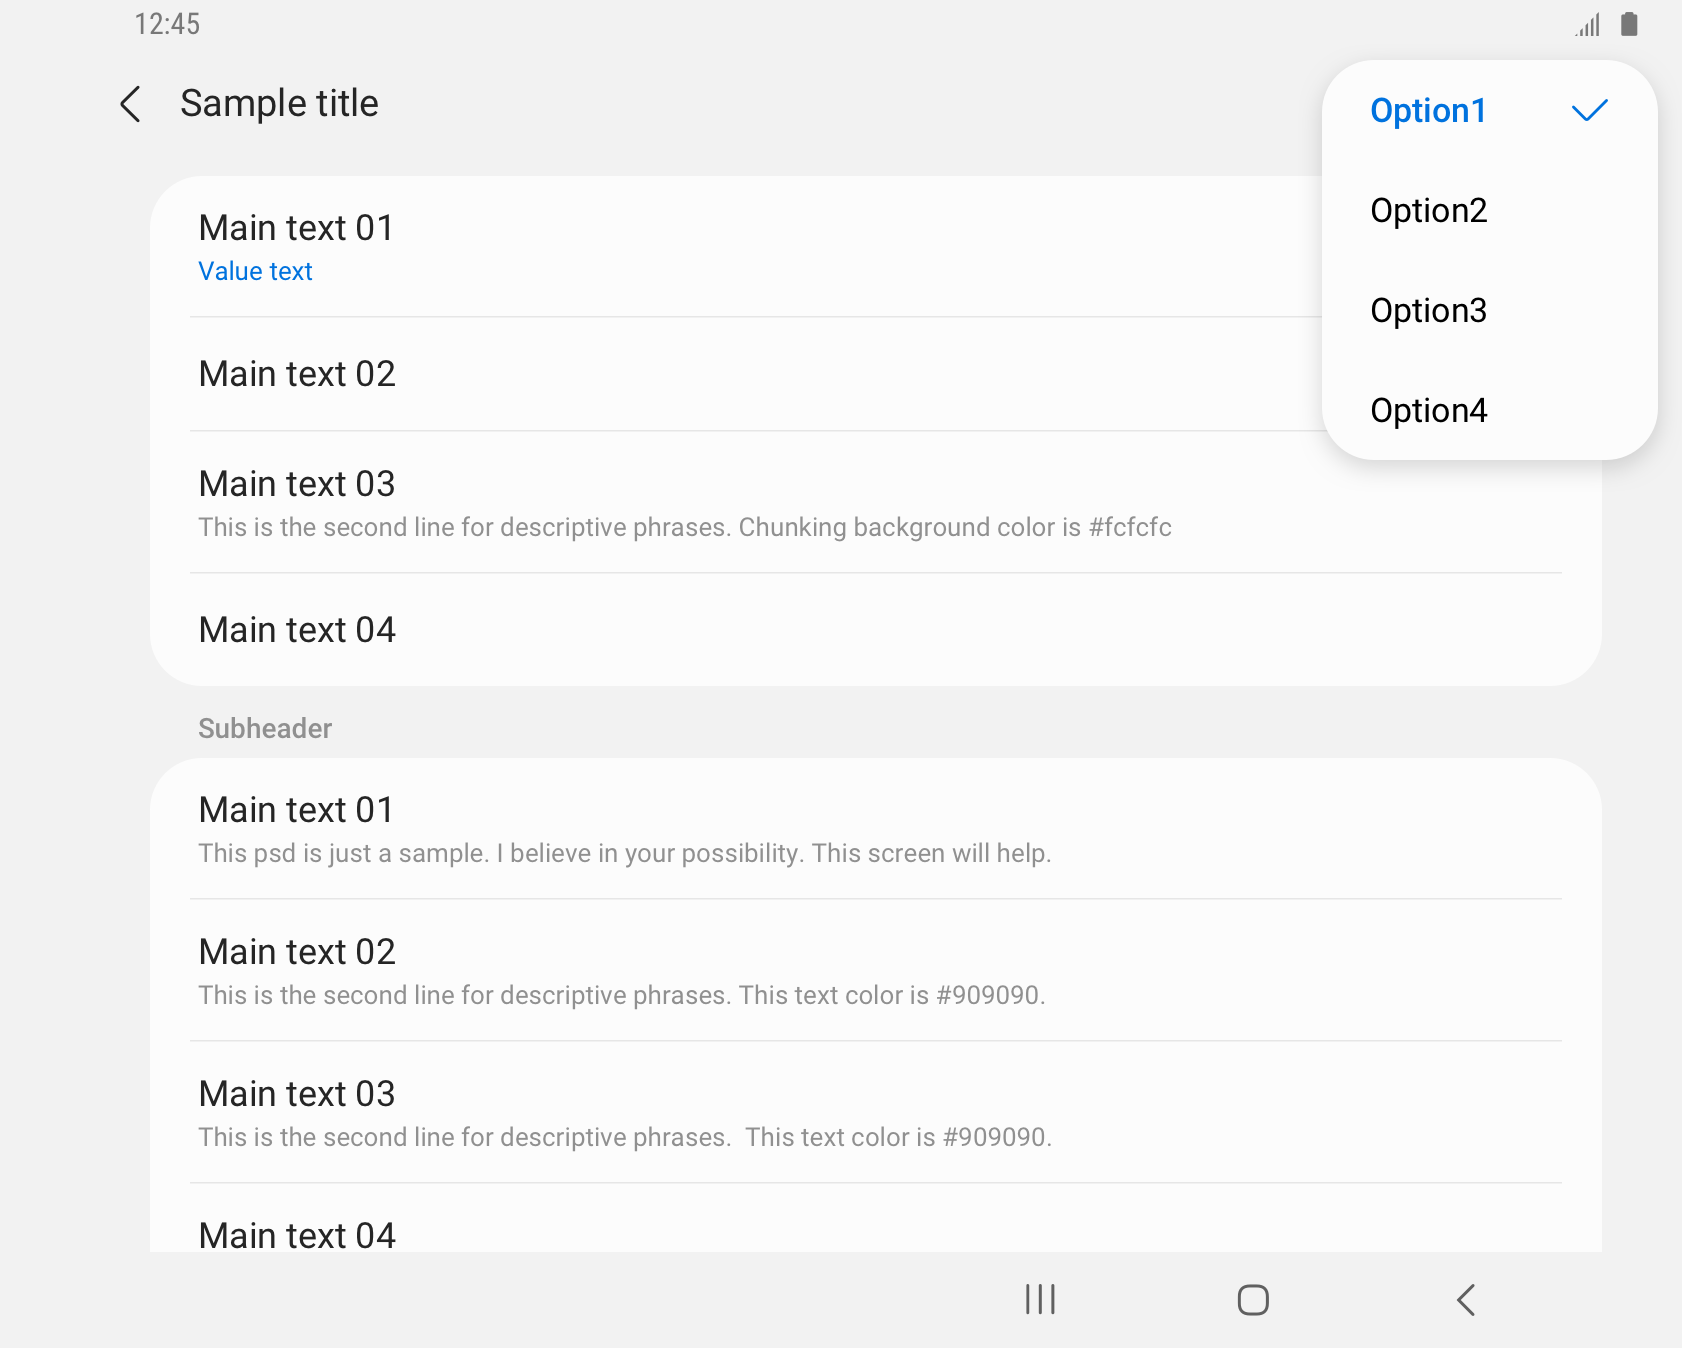 12:45
Sample title
Option1
Option2
Option3
Option4
Main text 01
Value text
Main text 02
Main text 03
This is the second line for descriptive phrases. Chunking background color is #fcfcfc
Main text 04
Subheader
Main text 01
This psd is just a sample. I believe in your possibility. This screen will help.
Main text 02
This is the second line for descriptive phrases. This text color is #909090.
Main text 03
This is the second line for descriptive phrases.  This text color is #909090.
Main text 04